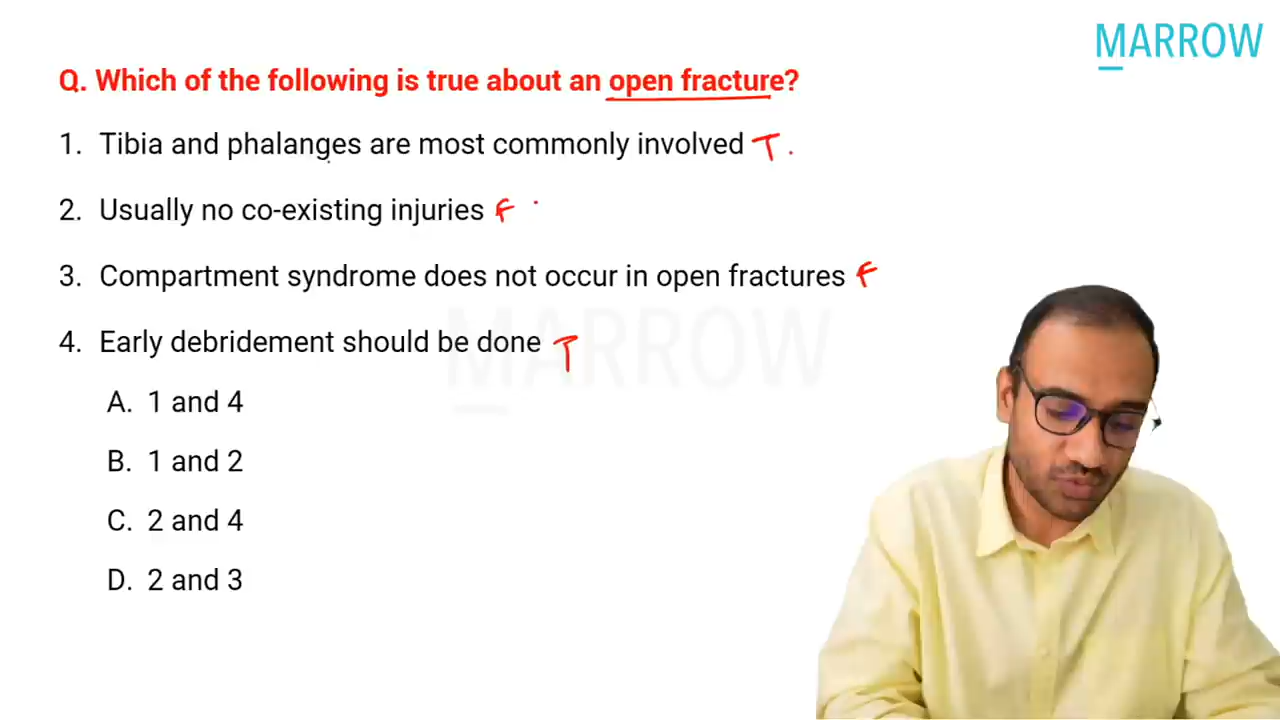 MARROW
Q. Which of the following is true about an open fracture?
1. Tibia and phalanges are most commonly involved T.
2. Usually no co-existing injuries F
3. Compartment syndrome does not occur in open fractures F
4. Early debridement should be done T
MARROW
A. 1 and 4
B. 1 and 2
C. 2 and 4
D. 2 and 3